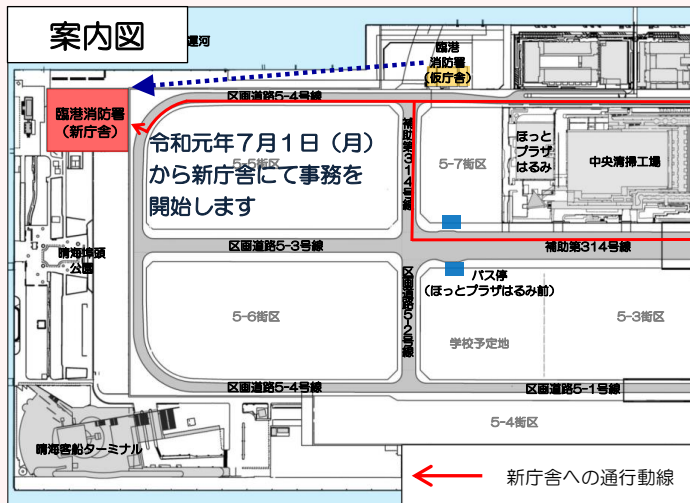 案内図
運河
臨港
消防署
(仮庁舎)
臨港消防署
(新庁舎)
区画道路5-4号線
令和元年7月1日(月)
から新庁舎にて事務を
開始します
5-5街区
補助第314号線
5-7街区
ほっと
プラザ
はるみ
中央清掃工場
晴海埠頭
公園
区画道路5-3号線
補助第314号線
バス停
(ほっとプラザはるみ前)
5-6街区
区画道路5-2号線
学校予定地
5-3街区
区画道路5-4号線
区画道路5-1号線
5-4街区
晴海客船ターミナル
新庁舎への通行動線